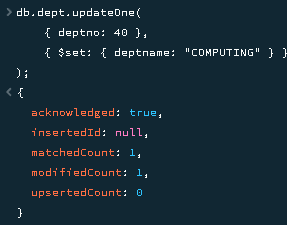 > db.dept.updateOne(
    { deptno: 40 },
    { $set: { deptname: "COMPUTING" } }
);
< {
    acknowledged: true,
    insertedId: null,
    matchedCount: 1,
    modifiedCount: 1,
    upsertedCount: 0
}